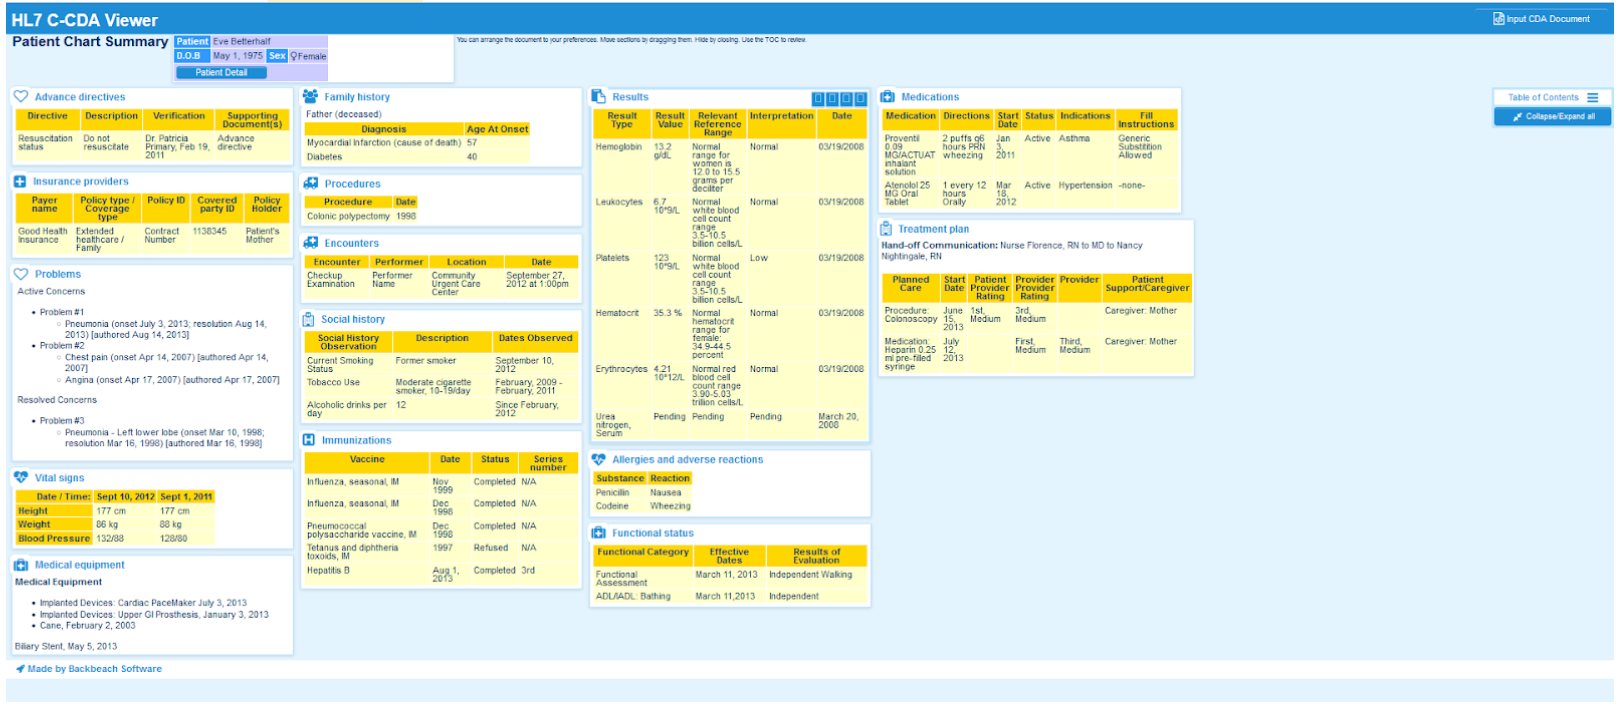 HL7 C-CDA Viewer
Input CDA Document
Patient Chart Summary
Patient Eve Betterhalf
D.O.B May 1, 1975 Sex Female
Patient Detail
You can arrange the document to your preferences. Move sections by dragging them. Hide by closing. Use the TOC to review.
Advance directives
Directive Description Verification Supporting
Document(s)
Resuscitation Do not Dr. Patricia Advance
status resuscitate Primary, Feb 19, directive
2011
Insurance providers
Payer Policy type / Policy ID Covered Policy
name Coverage party ID Holder
type
Good Health Extended Contract 1138345 Patient's
Insurance healthcare / Number Mother
Family
Problems
Active Concerns
• Problem #1
○ Pneumonia (onset July 3, 2013; resolution Aug 14,
2013) [authored Aug 14, 2013]
• Problem #2
○ Chest pain (onset Apr 14, 2007) [authored Apr 14,
2007]
○ Angina (onset Apr 17, 2007) [authored Apr 17, 2007]
Resolved Concerns
• Problem #3
○ Pneumonia - Left lower lobe (onset Mar 10, 1998;
resolution Mar 16, 1998) [authored Mar 16, 1998]
Vital signs
Date / Time: Sept 10, 2012 Sept 1, 2011
Height 177 cm 177 cm
Weight 86 kg 88 kg
Blood Pressure 132/88 128/80
Medical equipment
Medical Equipment
• Implanted Devices: Cardiac PaceMaker July 3, 2013
• Implanted Devices: Upper GI Prosthesis, January 3, 2013
• Cane, February 2, 2003
Biliary Stent, May 5, 2013
Family history
Father (deceased)
Diagnosis Age At Onset
Myocardial Infarction (cause of death) 57
Diabetes 40
Procedures
Procedure Date
Colonic polypectomy 1998
Encounters
Encounter Performer Location Date
Checkup Performer Community September 27,
Examination Name Urgent Care 2012 at 1:00pm
Center
Social history
Social History Description Dates Observed
Observation
Current Smoking Former smoker September 10,
Status 2012
Tobacco Use Moderate cigarette February, 2009 -
smoker, 10-19/day February, 2011
Alcoholic drinks per 12 Since February,
day 2012
Immunizations
Vaccine Date Status Series
number
Influenza, seasonal, IM Nov Completed N/A
1999
Influenza, seasonal, IM Dec Completed N/A
1998
Pneumococcal Dec Completed N/A
polysaccharide vaccine, IM 1998
Tetanus and diphtheria 1997 Refused N/A
toxoids, IM
Hepatitis B Aug 1, Completed 3rd
2013
Results
Result Result Relevant Interpretation Date
Type Value Reference
Range
Hemoglobin 13.2 Normal Normal 03/19/2008
g/dL range for
women is
12.0 to 15.5
grams per
deciliter
Leukocytes 6.7 Normal Normal 03/19/2008
10*9/L white blood
cell count
range
3.5-10.5
billion cells/L
Platelets 123 Normal Low 03/19/2008
10*9/L white blood
cell count
range
3.5-10.5
billion cells/L
Hematocrit 35.3 % Normal Normal 03/19/2008
hematocrit
range for
female:
34.9-44.5
percent
Erythrocytes 4.21 Normal red Normal 03/19/2008
10*12/L blood cell
count range
3.90-5.03
trillion cells/L
Urea Pending Pending Pending March 20,
nitrogen, 2008
Serum
Allergies and adverse reactions
Substance Reaction
Penicillin Nausea
Codeine Wheezing
Functional status
Functional Category Effective Results of
Dates Evaluation
Functional March 11, 2013 Independent Walking
Assessment
ADL/IADL: Bathing March 11,2013 Independent
Medications
Medication Directions Start Status Indications Fill
Date Instructions
Proventil 2 puffs q6 Jan Active Asthma Generic
0.09 hours PRN 3, Substitition
MG/ACTUAT wheezing 2011 Allowed
inhalant
solution
Atenolol 25 1 every 12 Mar Active Hypertension -none-
MG Oral hours 18,
Tablet Orally 2012
Treatment plan
Hand-off Communication: Nurse Florence, RN to MD to Nancy
Nightingale, RN
Planned Start Patient Provider Provider Patient
Care Date Provider Provider Support/Caregiver
Rating Rating
Procedure: June 1st, 3rd, Caregiver: Mother
Colonoscopy 15, Medium Medium
2013
Medication: July First, Third, Caregiver: Mother
Heparin 0.25 12, Medium Medium
ml pre-filled 2013
syringe
Table of Contents
Collapse/Expand all
Made by Backbeach Software